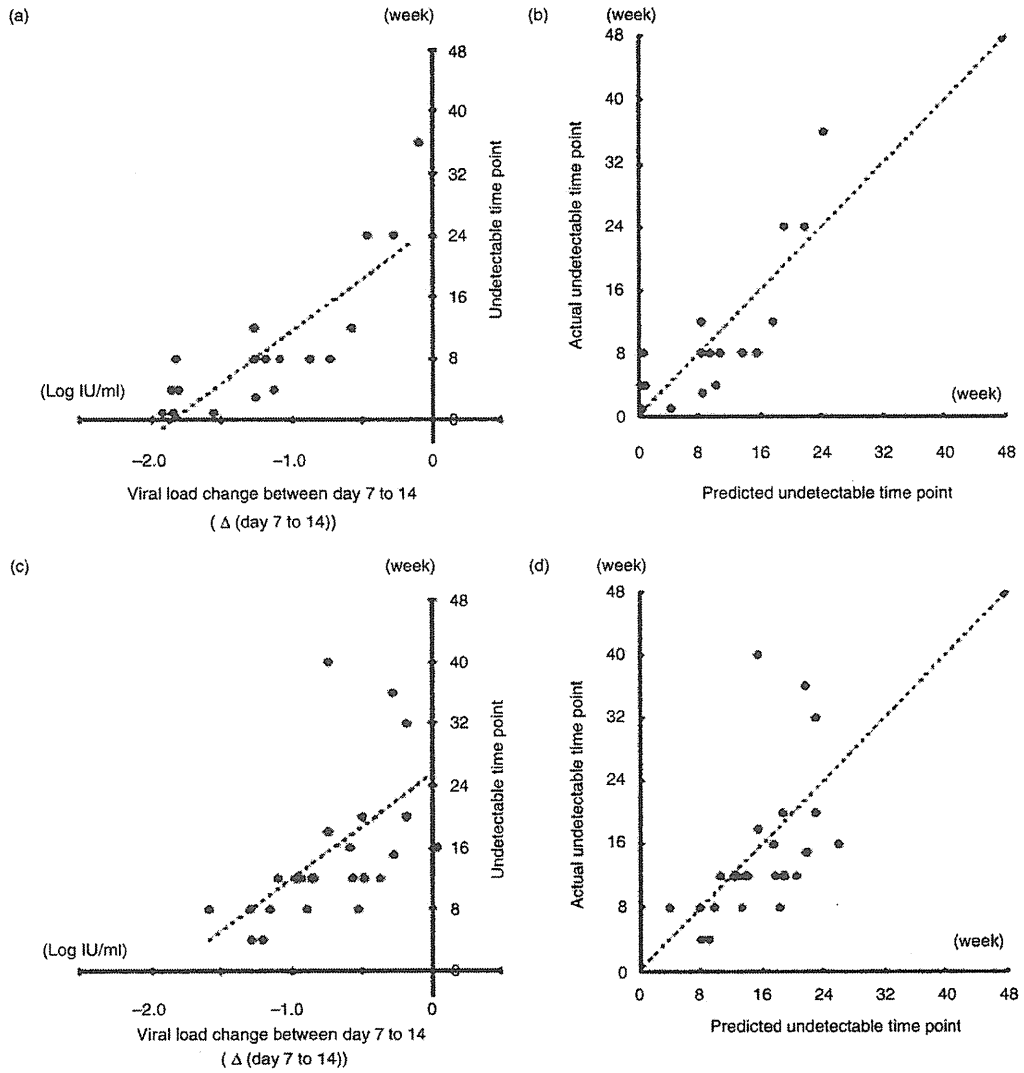 (a)
(week)
48
40
32
24
16
8
0
Undetectable time point
(Log IU/ml)
−2.0
−1.0
0
Viral load change between day 7 to 14
( Δ (day 7 to 14))
(b)
(week)
48
40
32
24
16
8
0
Actual undetectable time point
(week)
0
8
16
24
32
40
48
Predicted undetectable time point
(c)
(week)
48
40
32
24
16
8
0
Undetectable time point
(Log IU/ml)
−2.0
−1.0
0
Viral load change between day 7 to 14
( Δ (day 7 to 14))
(d)
(week)
48
40
32
24
16
8
0
Actual undetectable time point
(week)
0
8
16
24
32
40
48
Predicted undetectable time point